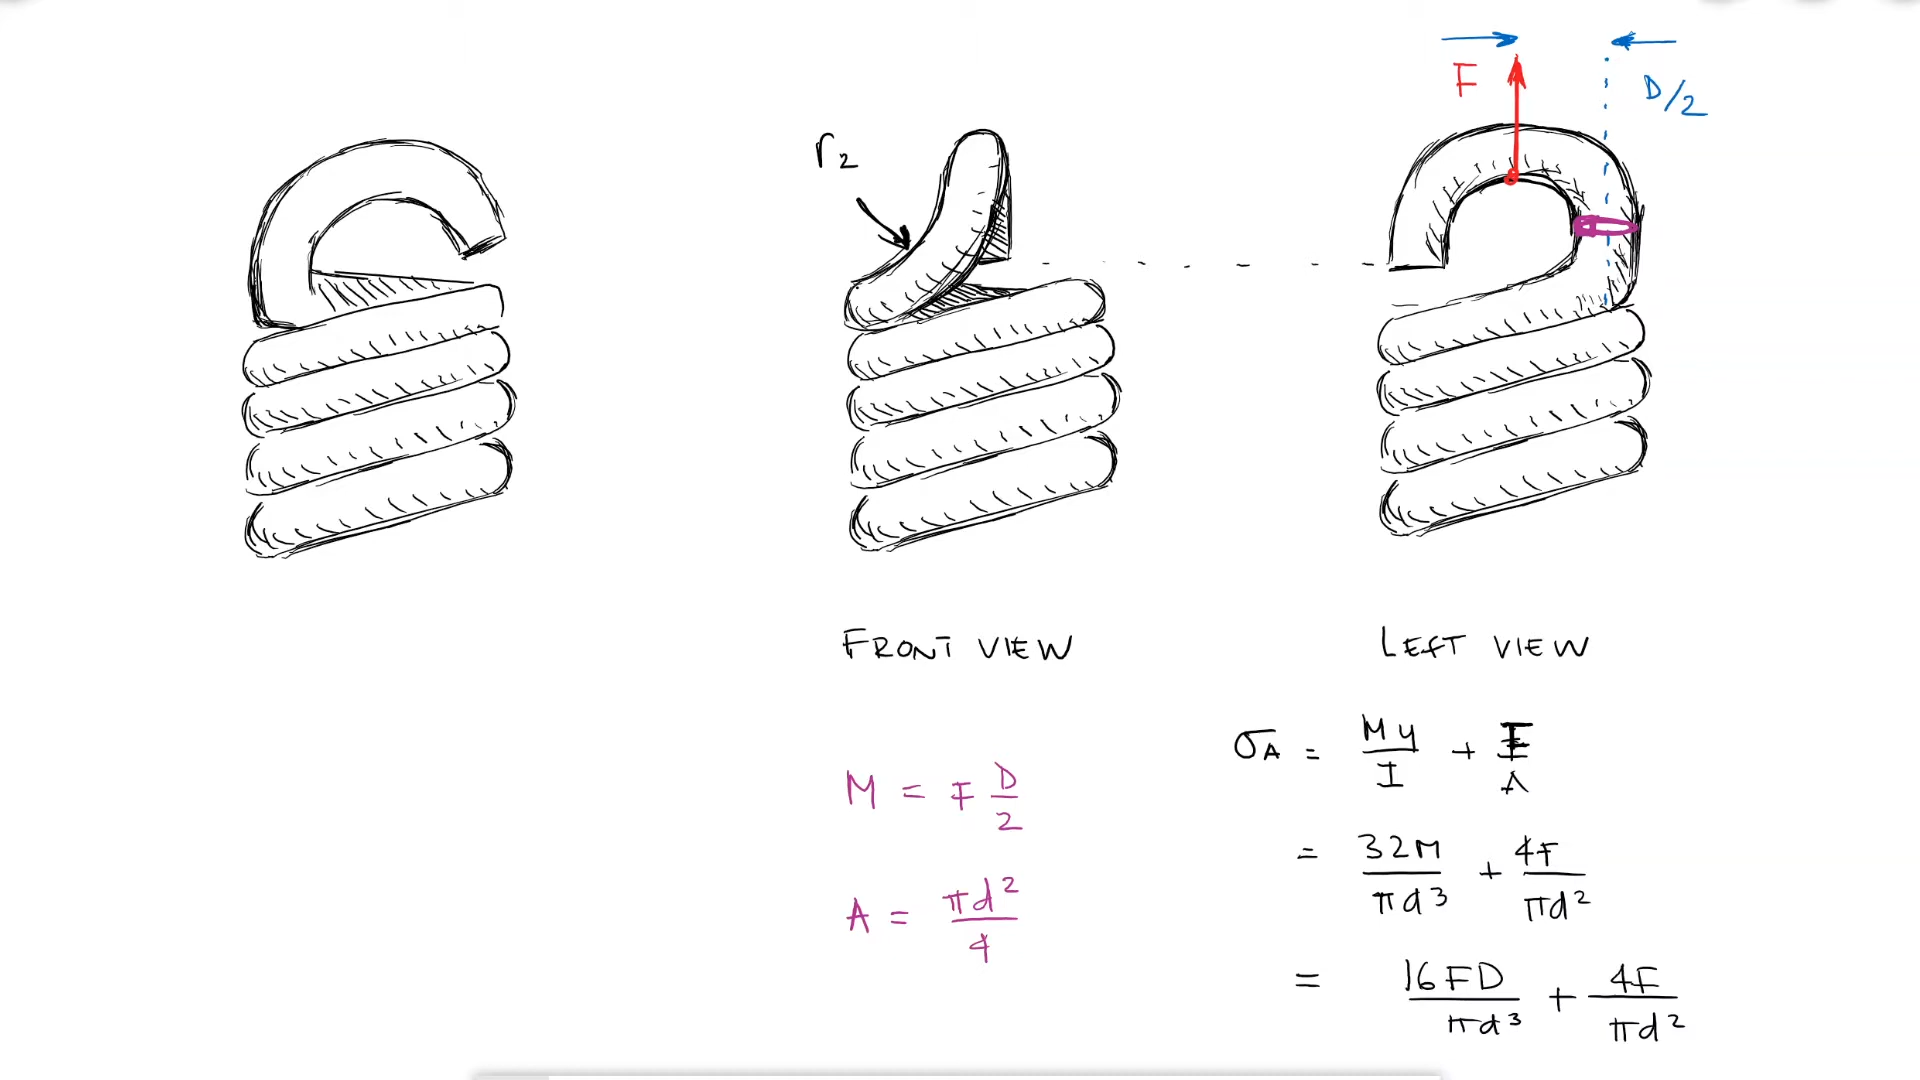 F
D/2
r₂
FRONT VIEW
LEFT VIEW
M = F D/2
A = πd²/4
σA = My/I + F/A
= 32M/πd³ + 4F/πd²
= 16FD/πd³ + 4F/πd²